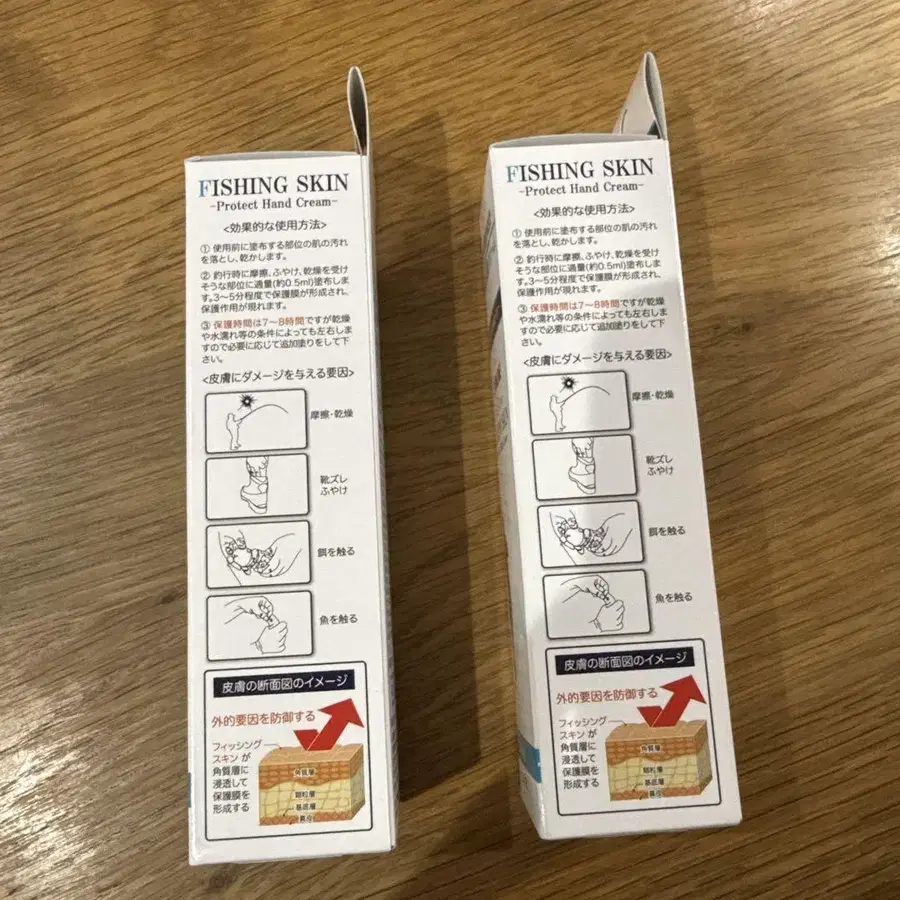 FISHING SKIN
-Protect Hand Cream-
<効果的な使用方法>
① 使用前に塗布する部位の肌の汚れ
を落とし、乾かします。
② 釣行時に摩擦、ふやけ、乾燥を受け
そうな部位に適量(約0.5ml)塗布しま
す。3〜5分程度で保護膜が形成され、
保護作用が現れます。
③ 保護時間は7〜8時間ですが乾燥
や水濡れ等の条件によっても左右しま
すので必要に応じて追加塗りをして下
さい。
<皮膚にダメージを与える要因>
摩擦・乾燥
靴ズレ
ふやけ
餌を触る
魚を触る
皮膚の断面図のイメージ
外的要因を防御する
フィッシング
スキン が
角質層に
浸透して
保護膜を
形成する
角質層
顆粒層
基底層
真皮
FISHING SKIN
-Protect Hand Cream-
<効果的な使用方法>
① 使用前に塗布する部位の肌の汚れ
を落とし、乾かします。
② 釣行時に摩擦、ふやけ、乾燥を受け
そうな部位に適量(約0.5ml)塗布しま
す。3〜5分程度で保護膜が形成され、
保護作用が現れます。
③ 保護時間は7〜8時間ですが乾燥
や水濡れ等の条件によっても左右しま
すので必要に応じて追加塗りをして下
さい。
<皮膚にダメージを与える要因>
摩擦・乾燥
靴ズレ
ふやけ
餌を触る
魚を触る
皮膚の断面図のイメージ
外的要因を防御する
フィッシング
スキン が
角質層に
浸透して
保護膜を
形成する
角質層
顆粒層
基底層
真皮